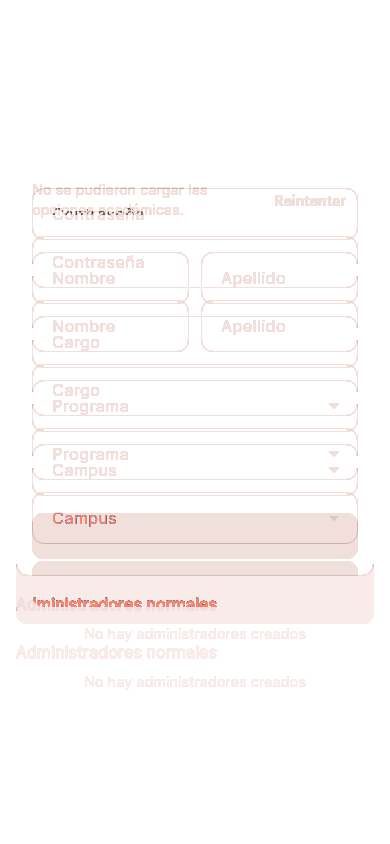 No se pudieron cargar las
opciones académicas.
Reintentar
Contraseña
Contraseña
Nombre
Apellido
Nombre
Apellido
Cargo
Cargo
Programa
Programa
Campus
Campus
Administradores normales
No hay administradores creados
Administradores normales
No hay administradores creados